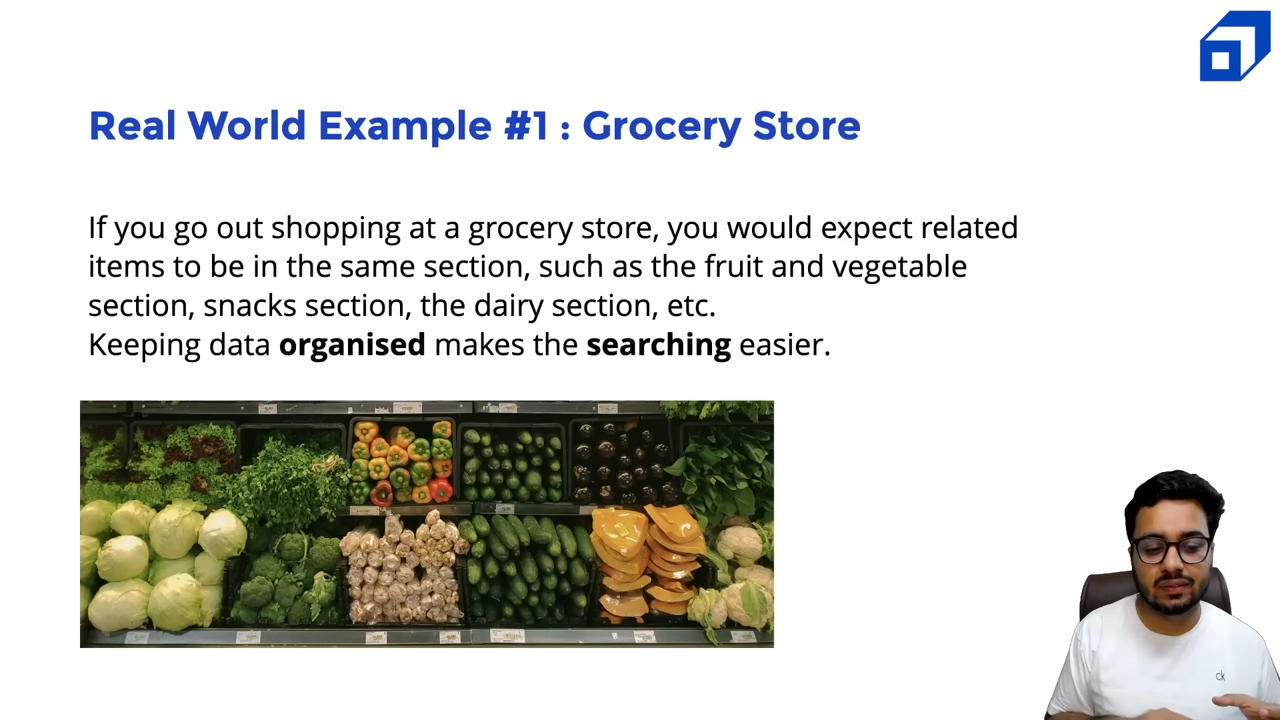 Real World Example #1 : Grocery Store
If you go out shopping at a grocery store, you would expect related
items to be in the same section, such as the fruit and vegetable
section, snacks section, the dairy section, etc.
Keeping data organised makes the searching easier.
ck